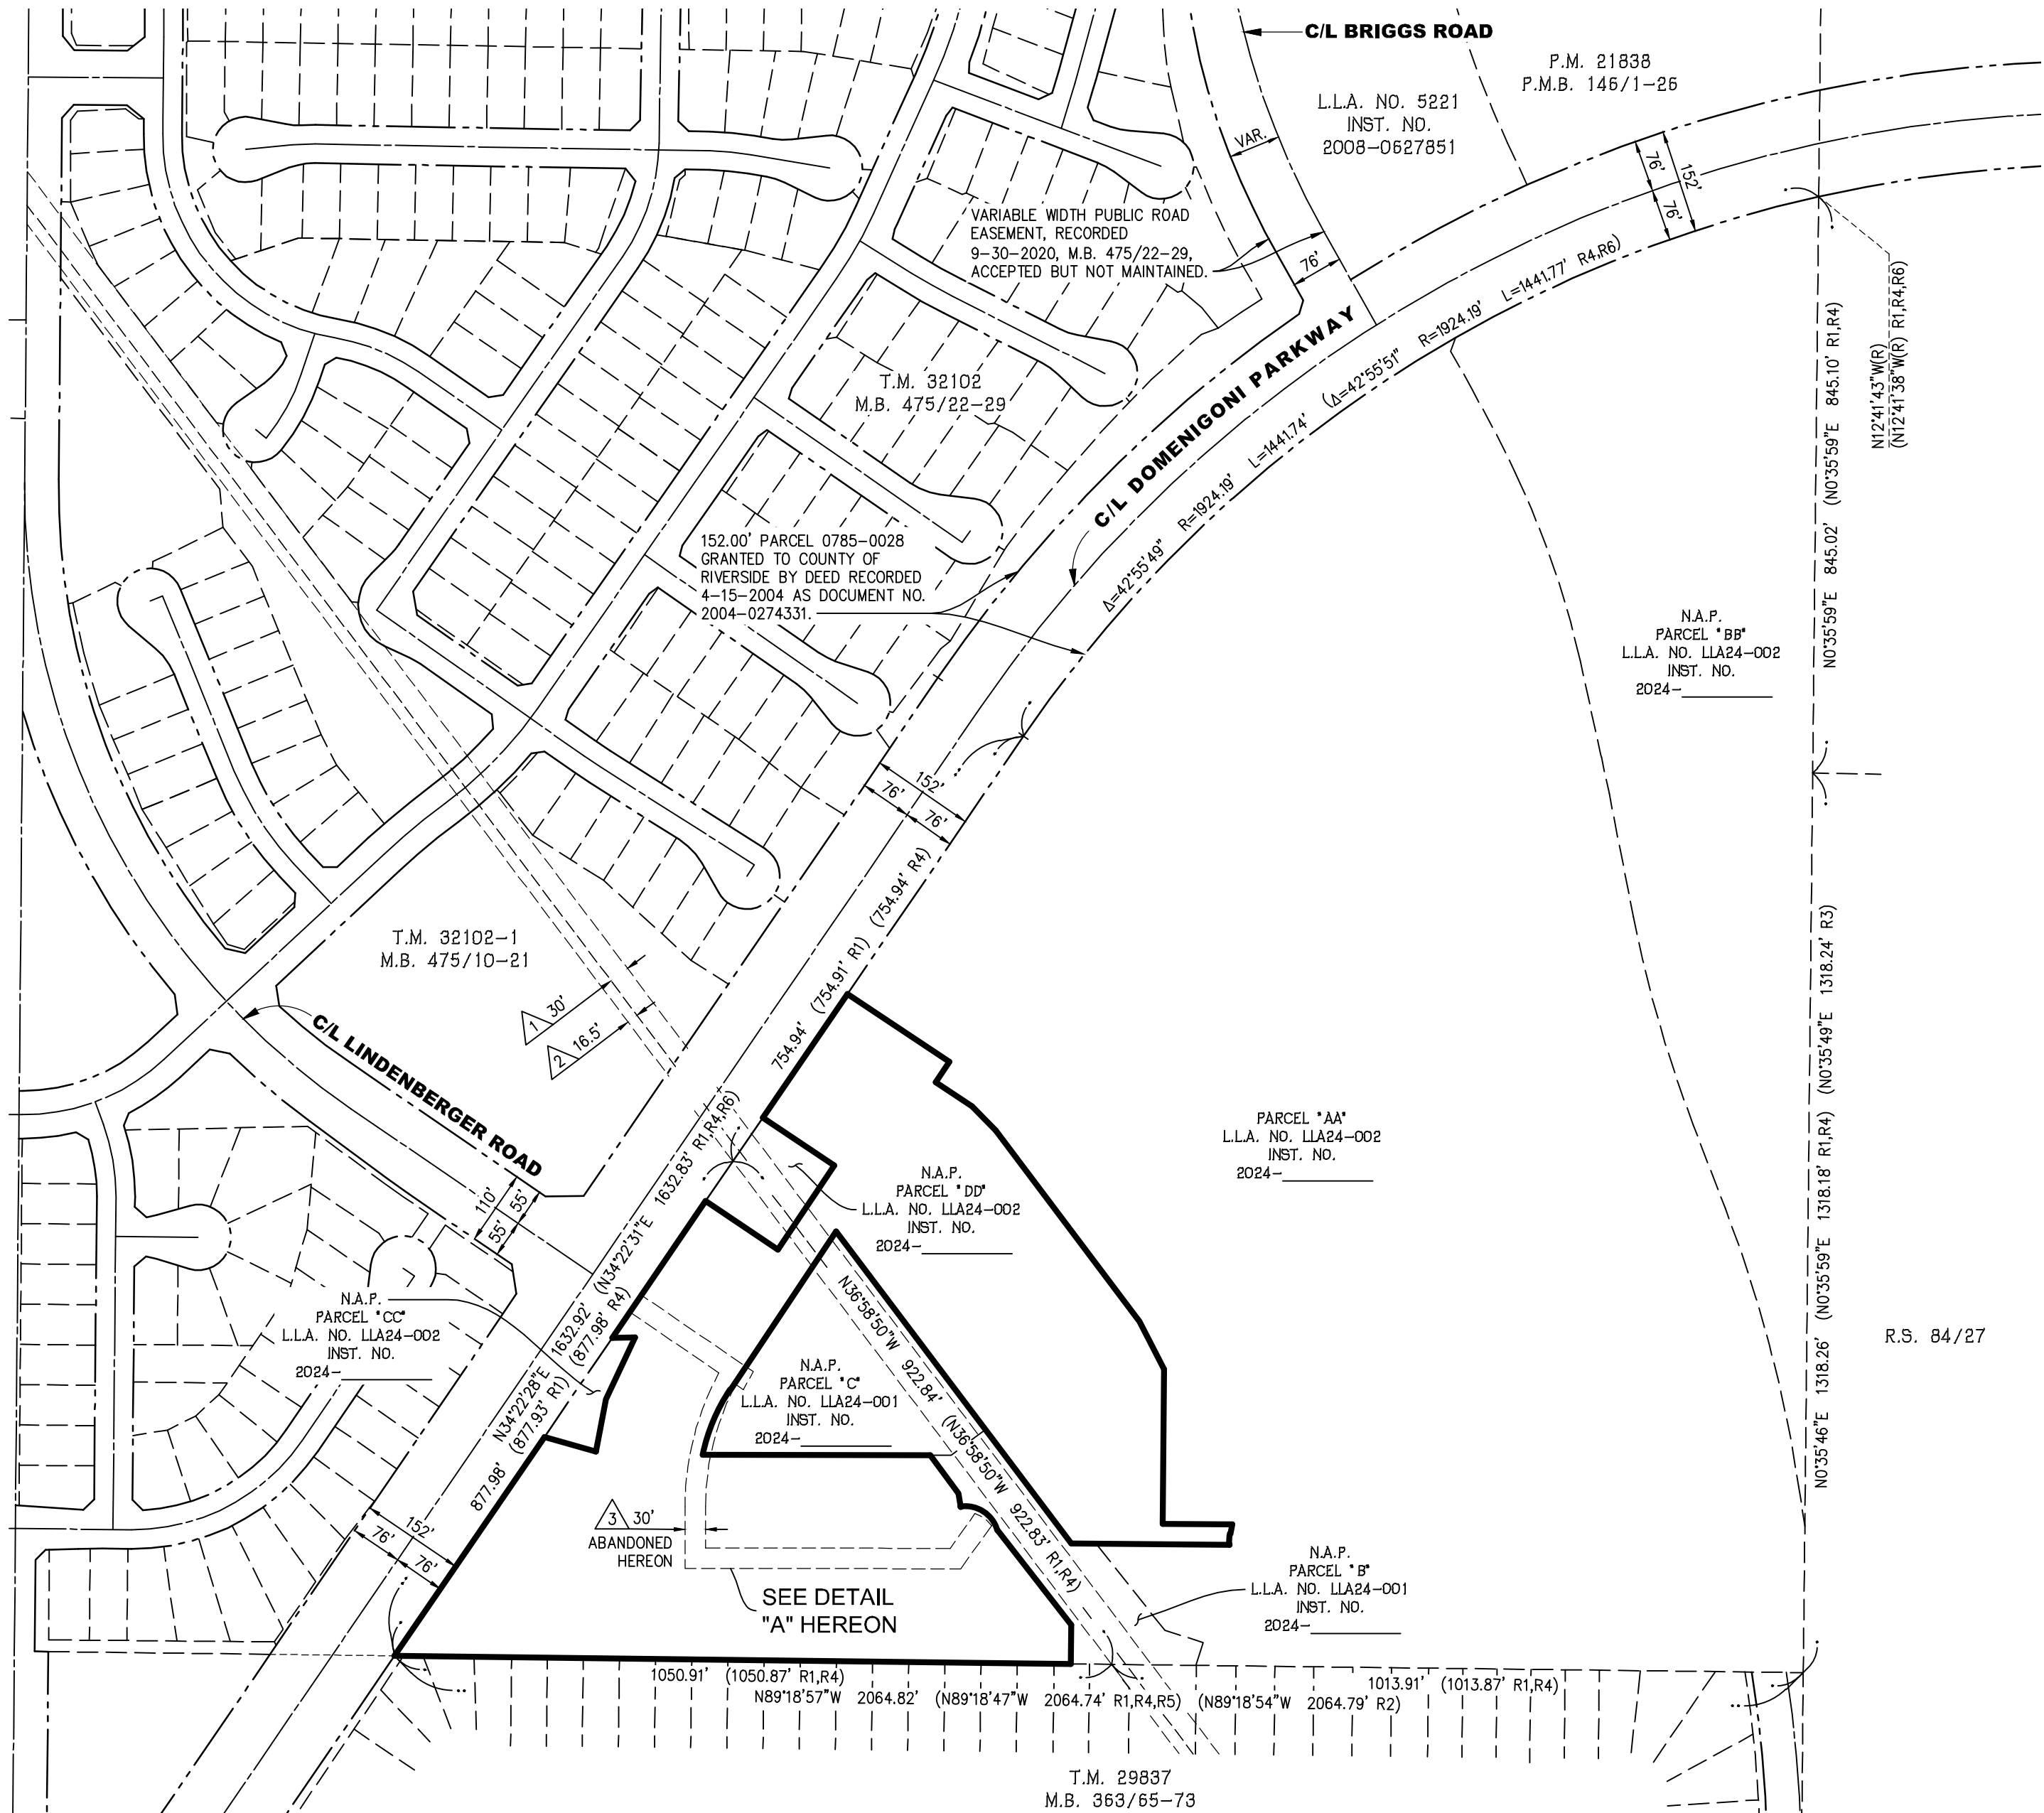 C/L BRIGGS ROAD
P.M. 21838
P.M.B. 146/1-26
L.L.A. NO. 5221
INST. NO.
2008-0627851
VAR.
76'
152'
76'
VARIABLE WIDTH PUBLIC ROAD
EASEMENT, RECORDED
9-30-2020, M.B. 475/22-29,
ACCEPTED BUT NOT MAINTAINED.
76'
L=1441.77' R4,R6)
R=1924.19'
(Δ=42°55'51"
L=1441.74'
R=1924.19'
Δ=42°55'49"
C/L DOMENIGONI PARKWAY
N12°41'43"W(R)
(N12°41'38"W(R) R1,R4,R6)
N0°35'59"E 845.02' (N0°35'59"E 845.10' R1,R4)
T.M. 32102
M.B. 475/22-29
152.00' PARCEL 0785-0028
GRANTED TO COUNTY OF
RIVERSIDE BY DEED RECORDED
4-15-2004 AS DOCUMENT NO.
2004-0274331.
N.A.P.
PARCEL "BB"
L.L.A. NO. LLA24-002
INST. NO.
2024-
152'
76'
76'
754.94' (754.91' R1) (754.94' R4)
T.M. 32102-1
M.B. 475/10-21
1 30'
2 16.5'
C/L LINDENBERGER ROAD
110'
55'
55'
N0°35'46"E 1318.26' (N0°35'59"E 1318.18' R1,R4) (N0°35'49"E 1318.24' R3)
PARCEL "AA"
L.L.A. NO. LLA24-002
INST. NO.
2024-
N.A.P.
PARCEL "DD"
L.L.A. NO. LLA24-002
INST. NO.
2024-
N34°22'28"E 1632.92' (N34°22'31"E 1632.83' R1,R4,R6)
877.98' (877.93' R1) (877.98' R4)
N.A.P.
PARCEL "CC"
L.L.A. NO. LLA24-002
INST. NO.
2024-
N36°58'50"W 922.84' (N36°58'50"W 922.83' R1,R4)
R.S. 84/27
N.A.P.
PARCEL "C"
L.L.A. NO. LLA24-001
INST. NO.
2024-
152'
76'
76'
3 30'
ABANDONED
HEREON
SEE DETAIL
"A" HEREON
N.A.P.
PARCEL "B"
L.L.A. NO. LLA24-001
INST. NO.
2024-
1050.91' (1050.87' R1,R4)
1013.91' (1013.87' R1,R4)
N89°18'57"W 2064.82' (N89°18'47"W 2064.74' R1,R4,R5) (N89°18'54"W 2064.79' R2)
T.M. 29837
M.B. 363/65-73